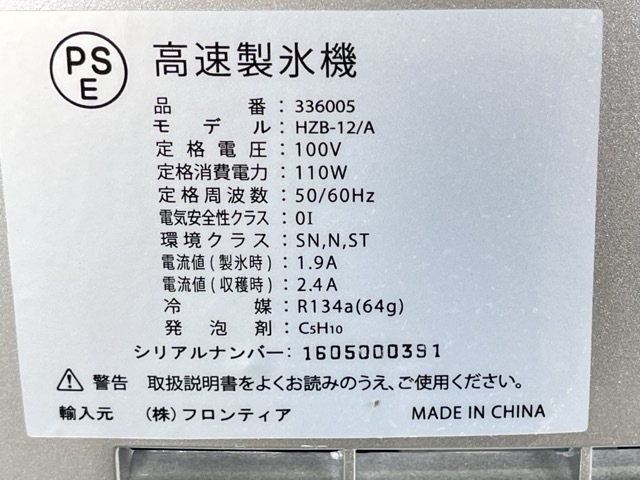 PS
E
高速製氷機
品番：336005
モデル：HZB-12/A
定格電圧：100V
定格消費電力：110W
定格周波数：50/60Hz
電気安全性クラス：0I
環境クラス：SN,N,ST
電流値(製氷時)：1.9A
電流値(収穫時)：2.4A
冷媒：R134a(64g)
発泡剤：C5H10
シリアルナンバー：1605000391
警告 取扱説明書をよくお読みのうえ、ご使用ください。
輸入元 (株)フロンティア MADE IN CHINA